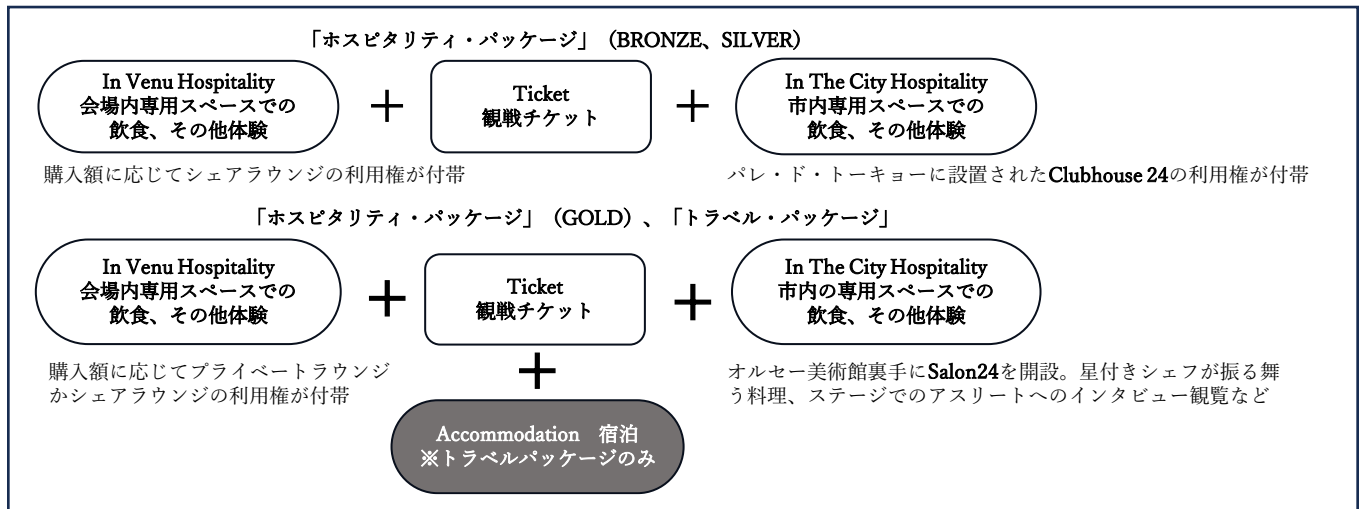 「ホスピタリティ・パッケージ」（BRONZE、SILVER）
In Venu Hospitality
会場内専用スペースでの
飲食、その他体験
＋
Ticket
観戦チケット
＋
In The City Hospitality
市内専用スペースでの
飲食、その他体験
購入額に応じてシェアラウンジの利用権が付帯
パレ・ド・トーキョーに設置されたClubhouse 24の利用権が付帯
「ホスピタリティ・パッケージ」（GOLD）、「トラベル・パッケージ」
In Venu Hospitality
会場内専用スペースでの
飲食、その他体験
＋
Ticket
観戦チケット
＋
In The City Hospitality
市内の専用スペースでの
飲食、その他体験
購入額に応じてプライベートラウンジ
かシェアラウンジの利用権が付帯
＋
オルセー美術館裏手にSalon24を開設。星付きシェフが振る舞
う料理、ステージでのアスリートへのインタビュー観覧など
Accommodation　宿泊
※トラベルパッケージのみ